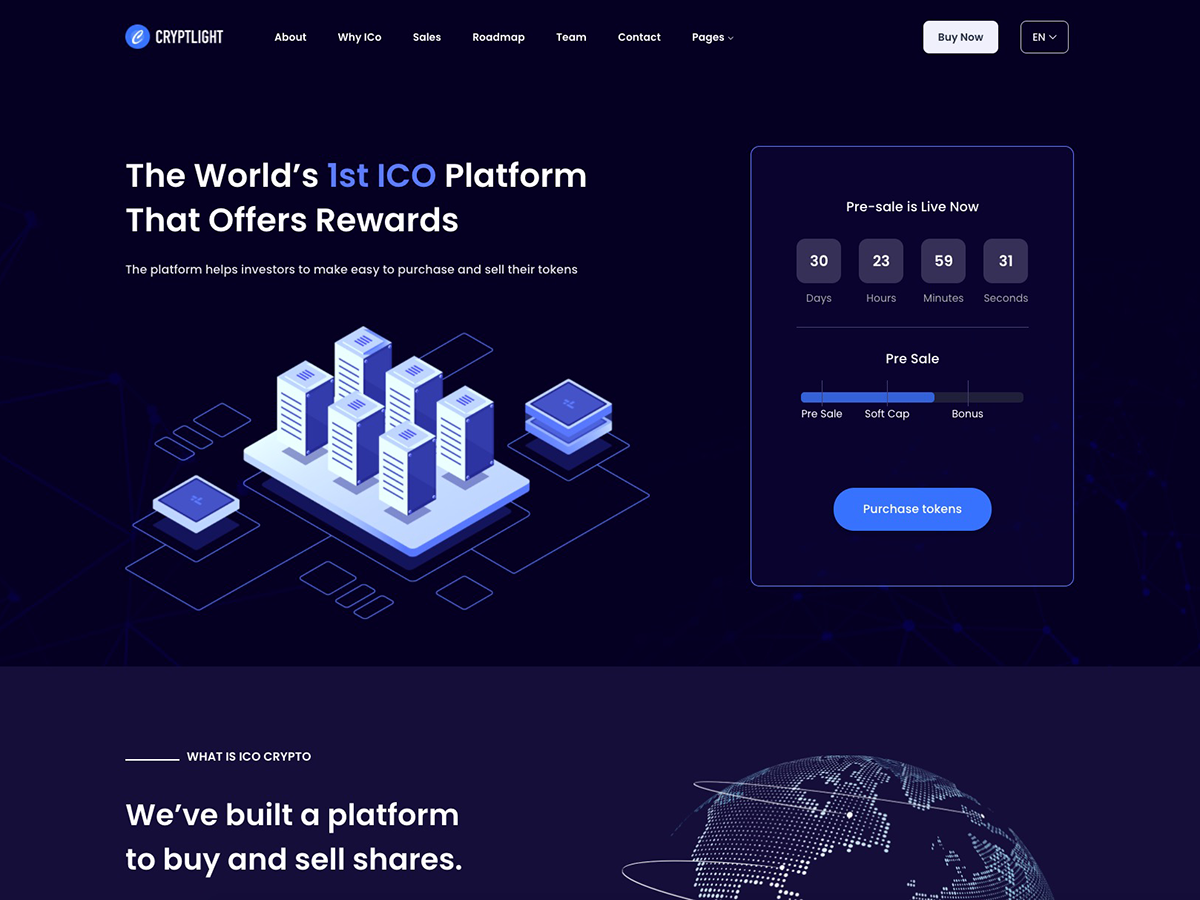 CRYPTLIGHT
About
Why ICo
Sales
Roadmap
Team
Contact
Pages
Buy Now
EN
The World’s 1st ICO Platform
That Offers Rewards
The platform helps investors to make easy to purchase and sell their tokens
Pre-sale is Live Now
30 23 59 31
Days Hours Minutes Seconds
Pre Sale
Pre Sale Soft Cap Bonus
Purchase tokens
WHAT IS ICO CRYPTO
We’ve built a platform
to buy and sell shares.